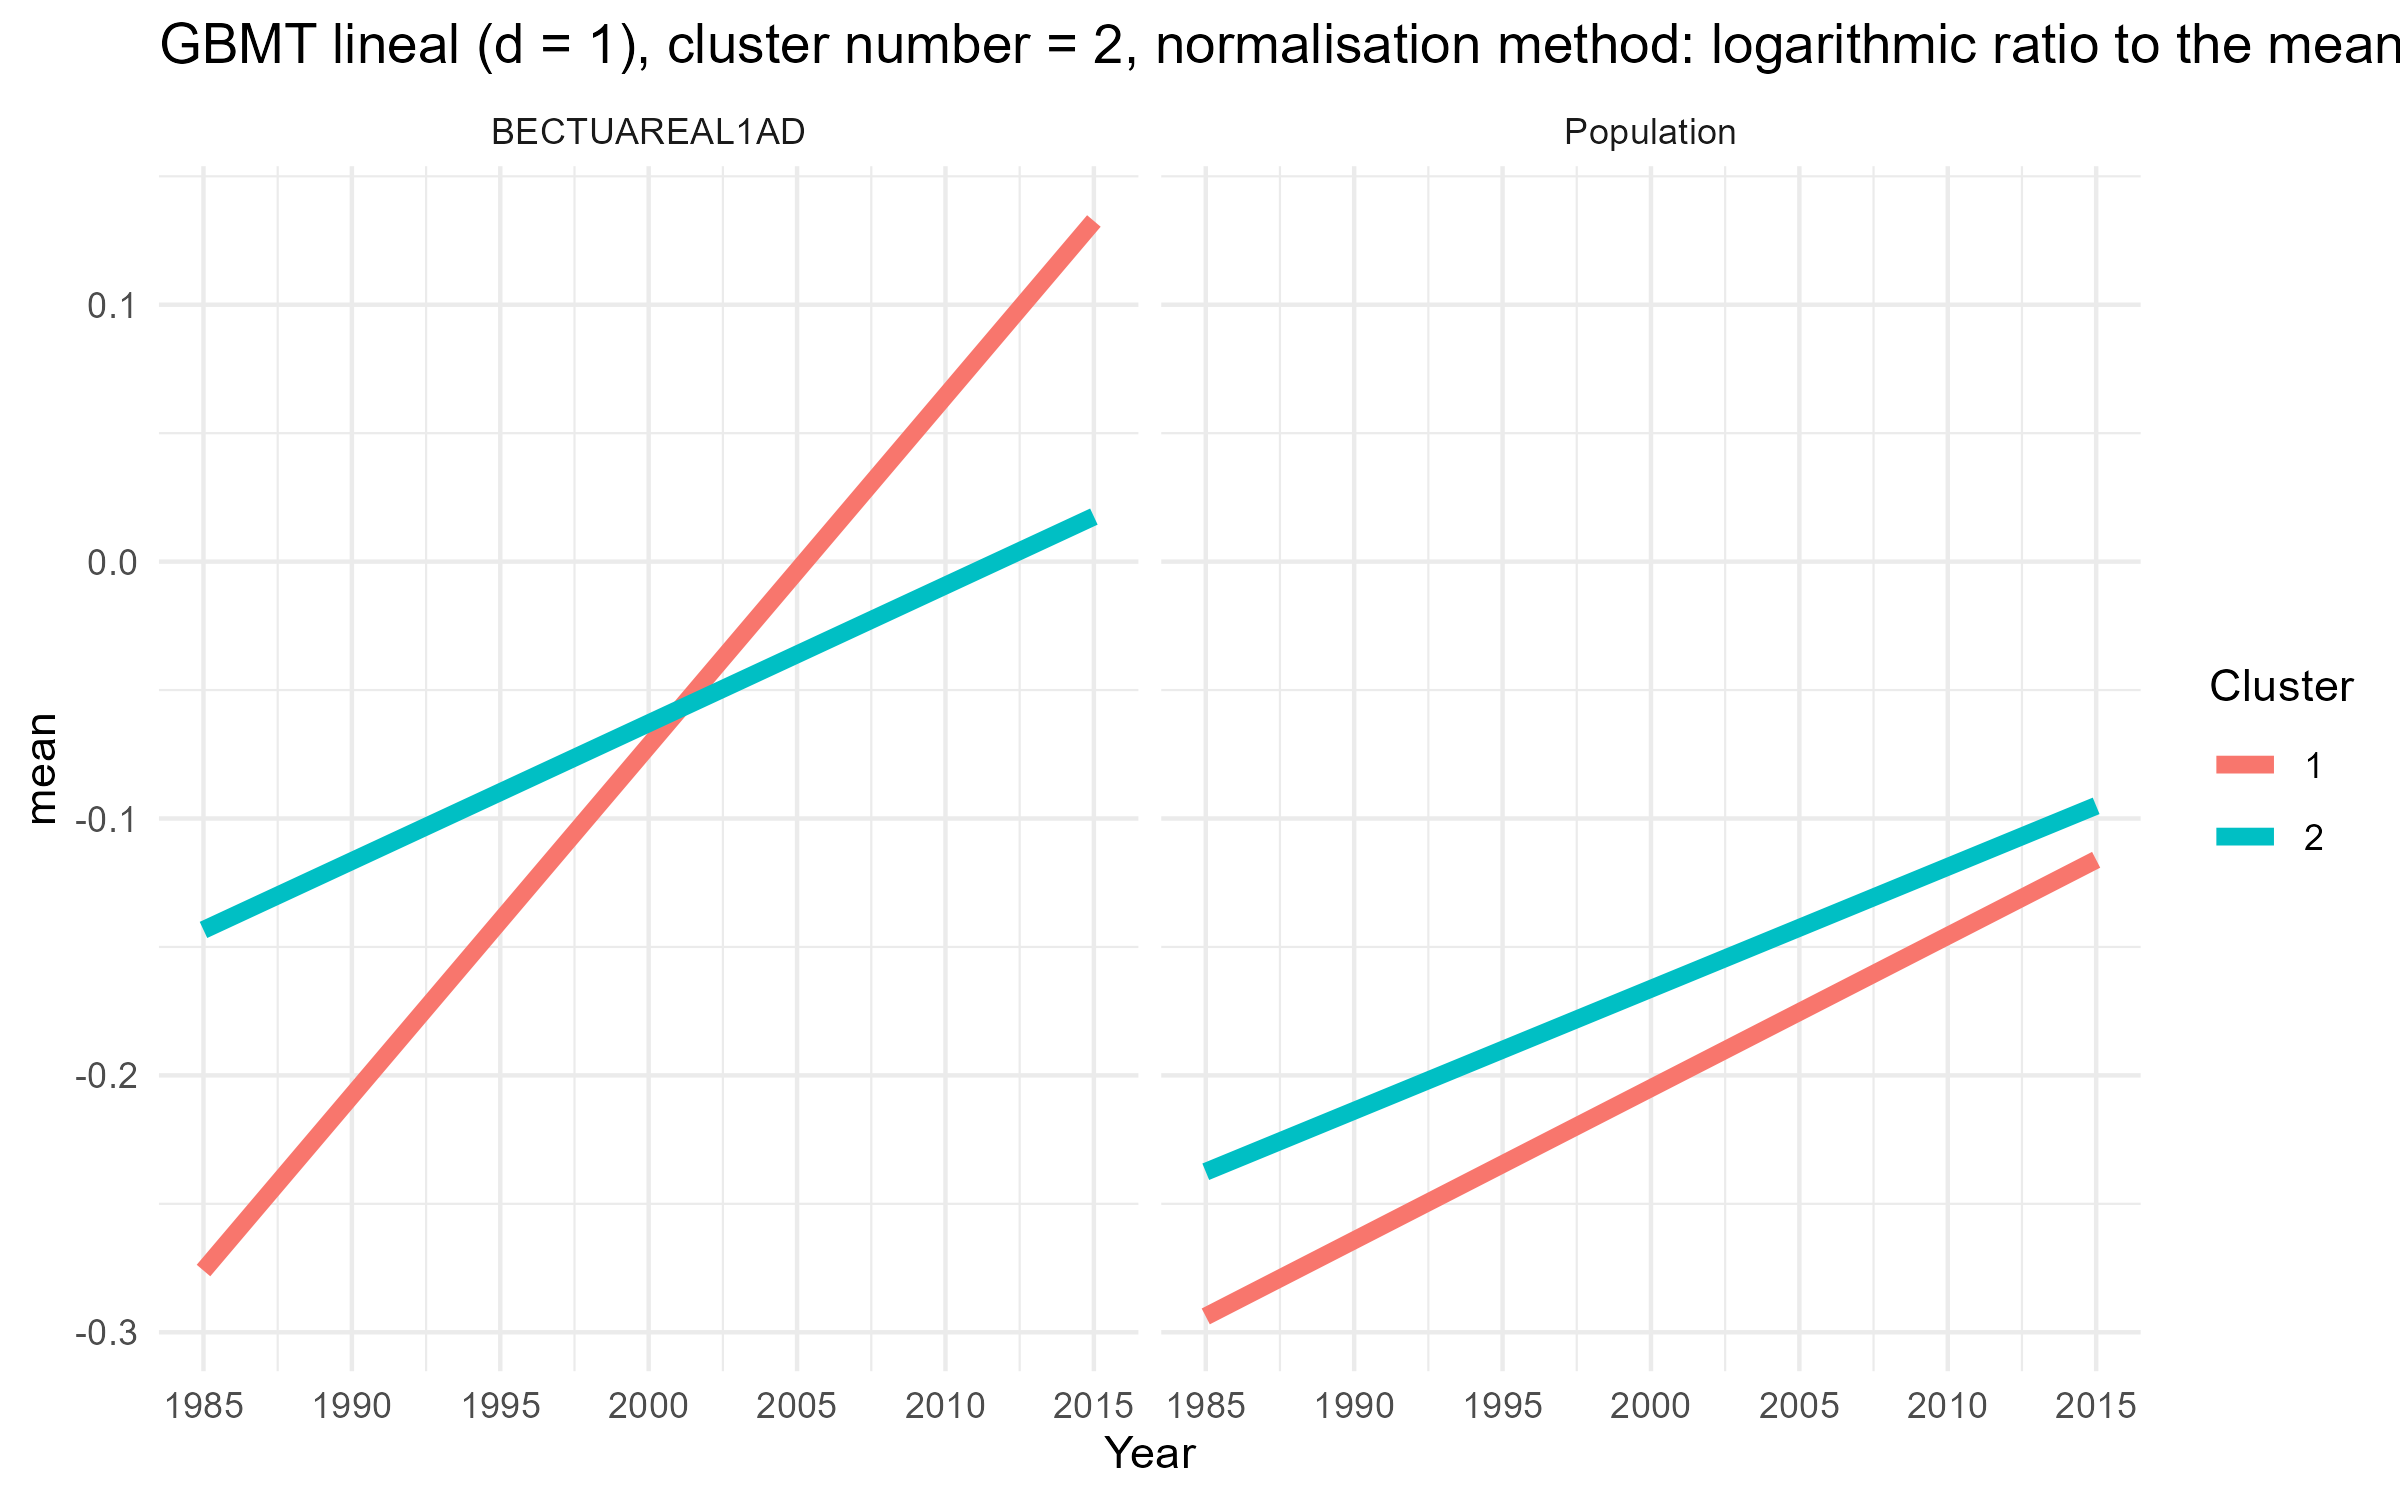 GBMT lineal (d = 1), cluster number = 2, normalisation method: logarithmic ratio to the mean
BECTUAREAL1AD
Population
0.1
0.0
-0.1
-0.2
-0.3
mean
1985 1990 1995 2000 2005 2010 2015
1985 1990 1995 2000 2005 2010 2015
Year
Cluster
1
2